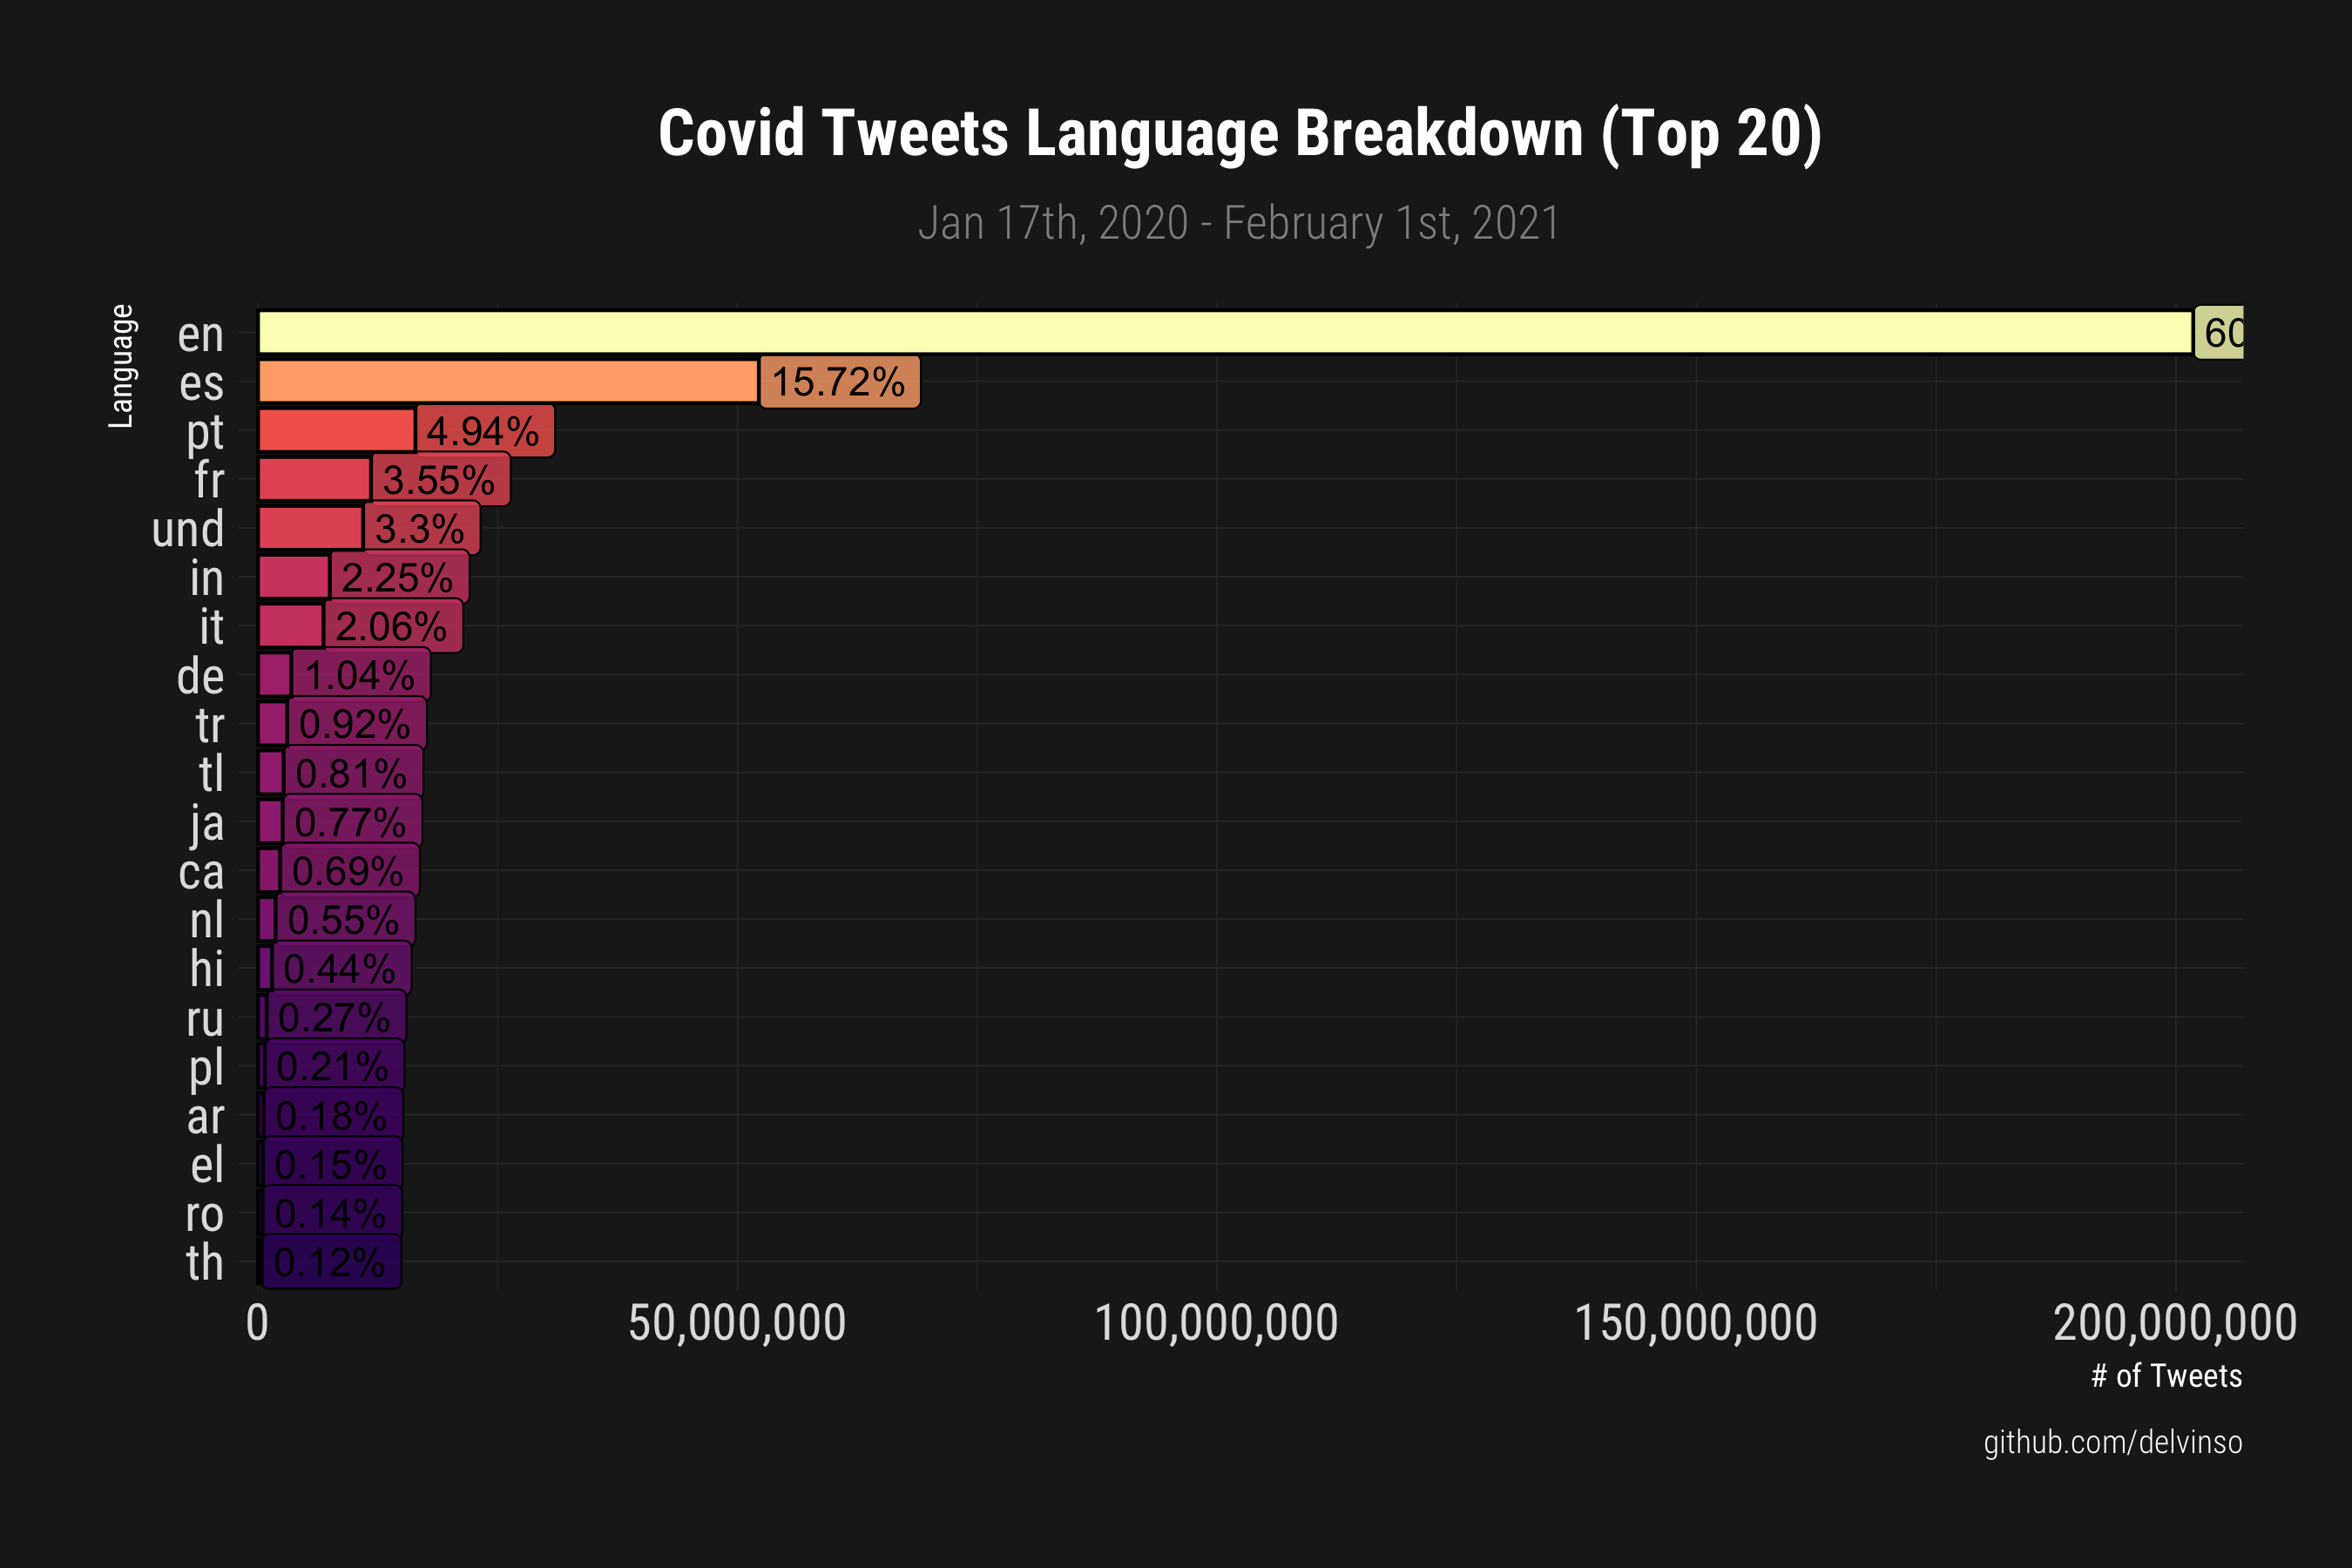 Covid Tweets Language Breakdown (Top 20)
Jan 17th, 2020 - February 1st, 2021
Language
en 60
es 15.72%
pt 4.94%
fr 3.55%
und 3.3%
in 2.25%
it 2.06%
de 1.04%
tr 0.92%
tl 0.81%
ja 0.77%
ca 0.69%
nl 0.55%
hi 0.44%
ru 0.27%
pl 0.21%
ar 0.18%
el 0.15%
ro 0.14%
th 0.12%
0 50,000,000 100,000,000 150,000,000 200,000,000
# of Tweets
github.com/delvinso